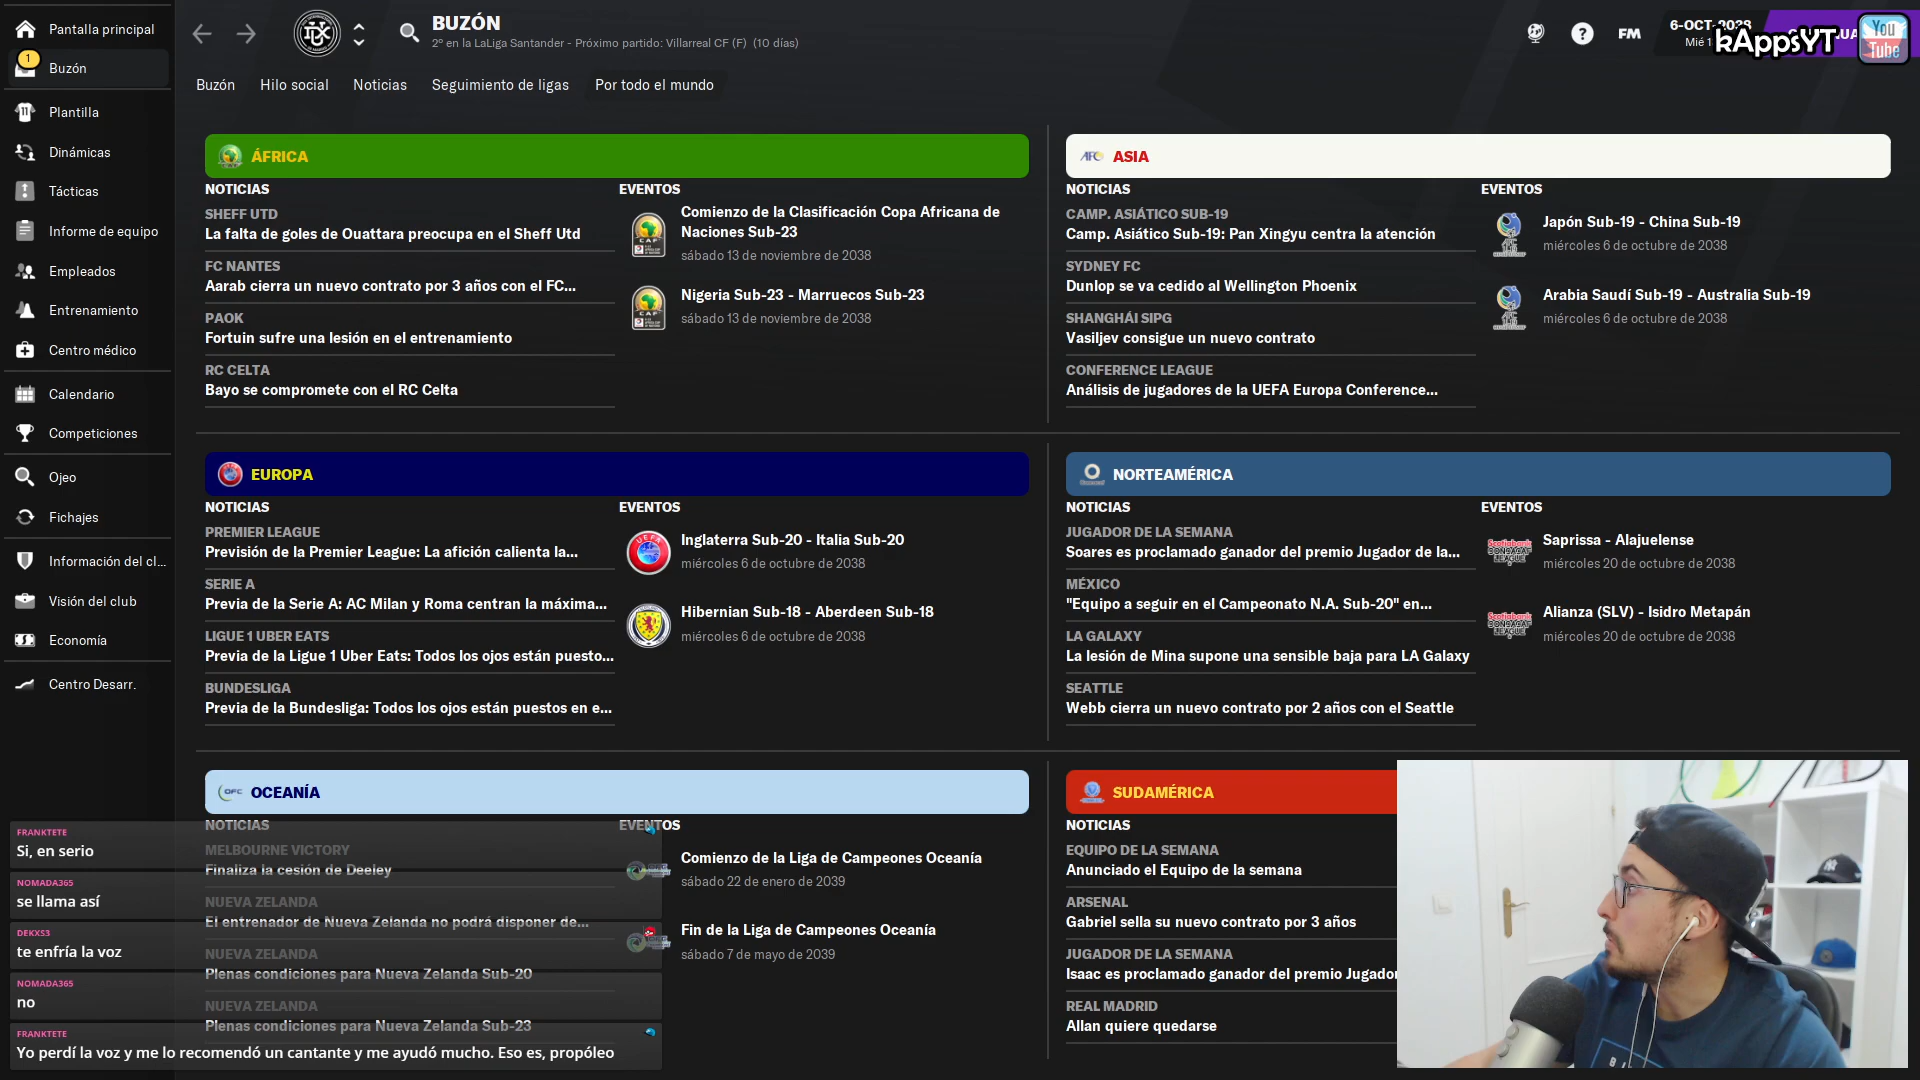 Pantalla principal
1
Buzón
Plantilla
Dinámicas
Tácticas
Informe de equipo
Empleados
Entrenamiento
Centro médico
Calendario
Competiciones
Ojeo
Fichajes
Información del cl...
Visión del club
Economía
Centro Desarr.
BUZÓN
2º en la LaLiga Santander - Próximo partido: Villarreal CF (F) (10 días)
FM
6-OCT-2038
kAppsYT
You
Tube
Buzón
Hilo social
Noticias
Seguimiento de ligas
Por todo el mundo
ÁFRICA
NOTICIAS
SHEFF UTD
La falta de goles de Ouattara preocupa en el Sheff Utd
FC NANTES
Aarab cierra un nuevo contrato por 3 años con el FC...
PAOK
Fortuin sufre una lesión en el entrenamiento
RC CELTA
Bayo se compromete con el RC Celta
EVENTOS
Comienzo de la Clasificación Copa Africana de
Naciones Sub-23
sábado 13 de noviembre de 2038
Nigeria Sub-23 - Marruecos Sub-23
sábado 13 de noviembre de 2038
AFC
ASIA
NOTICIAS
CAMP. ASIÁTICO SUB-19
Camp. Asiático Sub-19: Pan Xingyu centra la atención
SYDNEY FC
Dunlop se va cedido al Wellington Phoenix
SHANGHÁI SIPG
Vasiljev consigue un nuevo contrato
CONFERENCE LEAGUE
Análisis de jugadores de la UEFA Europa Conference...
EVENTOS
Japón Sub-19 - China Sub-19
miércoles 6 de octubre de 2038
Arabia Saudí Sub-19 - Australia Sub-19
miércoles 6 de octubre de 2038
EUROPA
NOTICIAS
PREMIER LEAGUE
Previsión de la Premier League: La afición calienta la...
SERIE A
Previa de la Serie A: AC Milan y Roma centran la máxima...
LIGUE 1 UBER EATS
Previa de la Ligue 1 Uber Eats: Todos los ojos están puesto...
BUNDESLIGA
Previa de la Bundesliga: Todos los ojos están puestos en e...
EVENTOS
Inglaterra Sub-20 - Italia Sub-20
miércoles 6 de octubre de 2038
Hibernian Sub-18 - Aberdeen Sub-18
miércoles 6 de octubre de 2038
NORTEAMÉRICA
NOTICIAS
JUGADOR DE LA SEMANA
Soares es proclamado ganador del premio Jugador de la...
MÉXICO
"Equipo a seguir en el Campeonato N.A. Sub-20" en...
LA GALAXY
La lesión de Mina supone una sensible baja para LA Galaxy
SEATTLE
Webb cierra un nuevo contrato por 2 años con el Seattle
EVENTOS
Saprissa - Alajuelense
miércoles 20 de octubre de 2038
Alianza (SLV) - Isidro Metapán
miércoles 20 de octubre de 2038
OFC
OCEANÍA
NOTICIAS
MELBOURNE VICTORY
Finaliza la cesión de Deeley
NUEVA ZELANDA
El entrenador de Nueva Zelanda no podrá disponer de...
NUEVA ZELANDA
Plenas condiciones para Nueva Zelanda Sub-20
NUEVA ZELANDA
Plenas condiciones para Nueva Zelanda Sub-23
EVENTOS
Comienzo de la Liga de Campeones Oceanía
sábado 22 de enero de 2039
Fin de la Liga de Campeones Oceanía
sábado 7 de mayo de 2039
SUDAMÉRICA
NOTICIAS
EQUIPO DE LA SEMANA
Anunciado el Equipo de la semana
ARSENAL
Gabriel sella su nuevo contrato por 3 años
JUGADOR DE LA SEMANA
Isaac es proclamado ganador del premio Jugador
REAL MADRID
Allan quiere quedarse
FRANKTETE
Si, en serio
NOMADA365
se llama así
DEKXS3
te enfría la voz
NOMADA365
no
FRANKTETE
Yo perdí la voz y me lo recomendó un cantante y me ayudó mucho. Eso es, propóleo